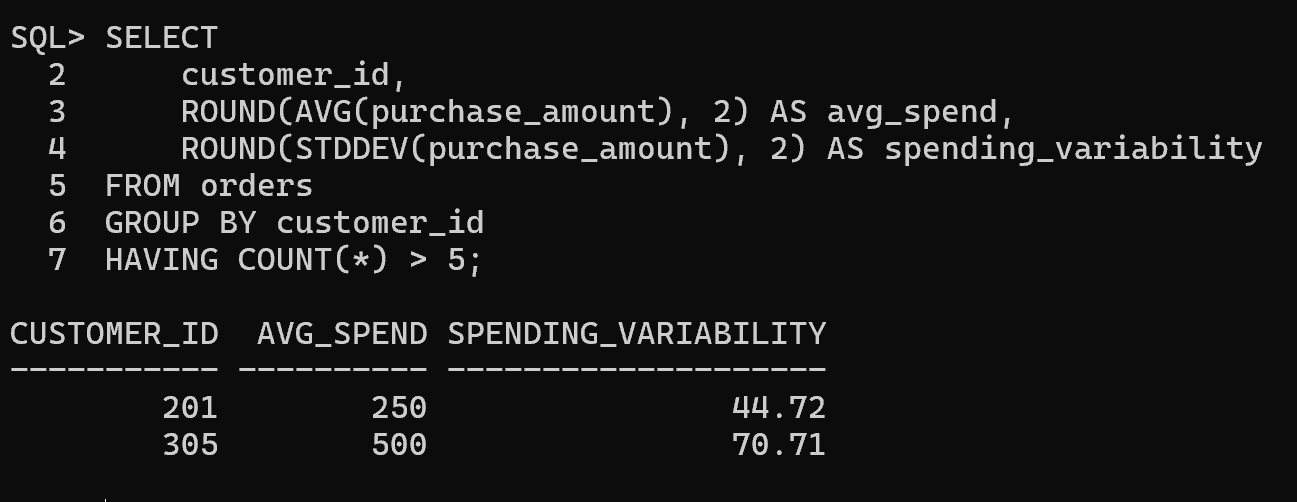 SQL> SELECT
  2      customer_id,
  3      ROUND(AVG(purchase_amount), 2) AS avg_spend,
  4      ROUND(STDDEV(purchase_amount), 2) AS spending_variability
  5  FROM orders
  6  GROUP BY customer_id
  7  HAVING COUNT(*) > 5;

CUSTOMER_ID  AVG_SPEND SPENDING_VARIABILITY
----------- ---------- --------------------
        201        250                44.72
        305        500                70.71